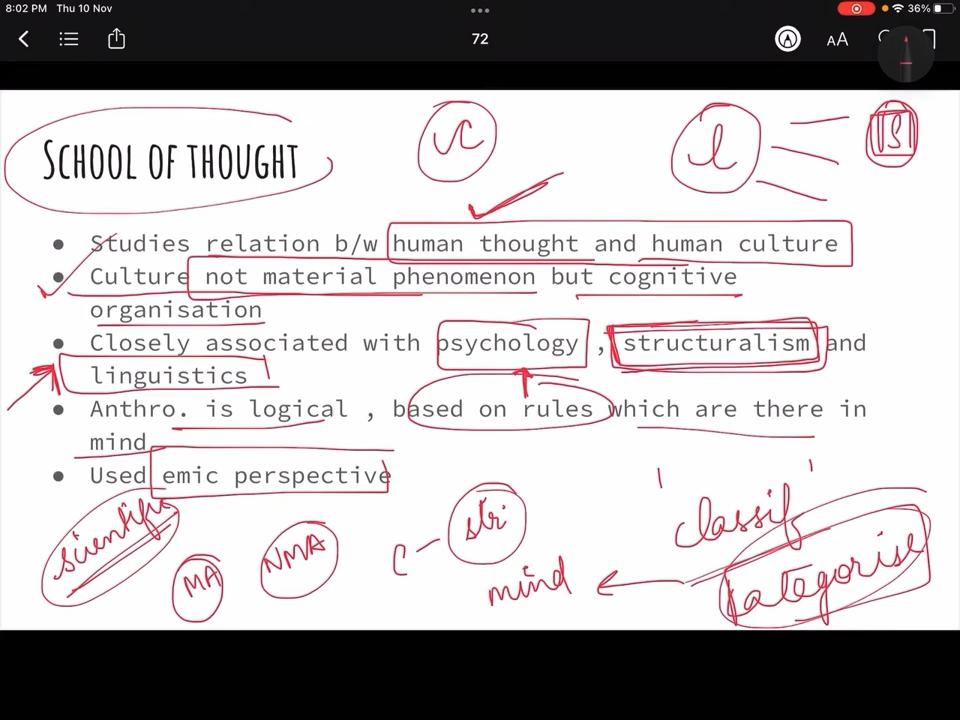 8:02 PM Thu 10 Nov
36%
72
AA
SCHOOL OF THOUGHT
l
• Studies relation b/w human thought and human culture
• Culture not material phenomenon but cognitive
organisation
• Closely associated with psychology , structuralism and
linguistics
• Anthro. is logical , based on rules which are there in
mind
• Used emic perspective
scientific
MA
NMA
C - str
mind
' classif '
categorise